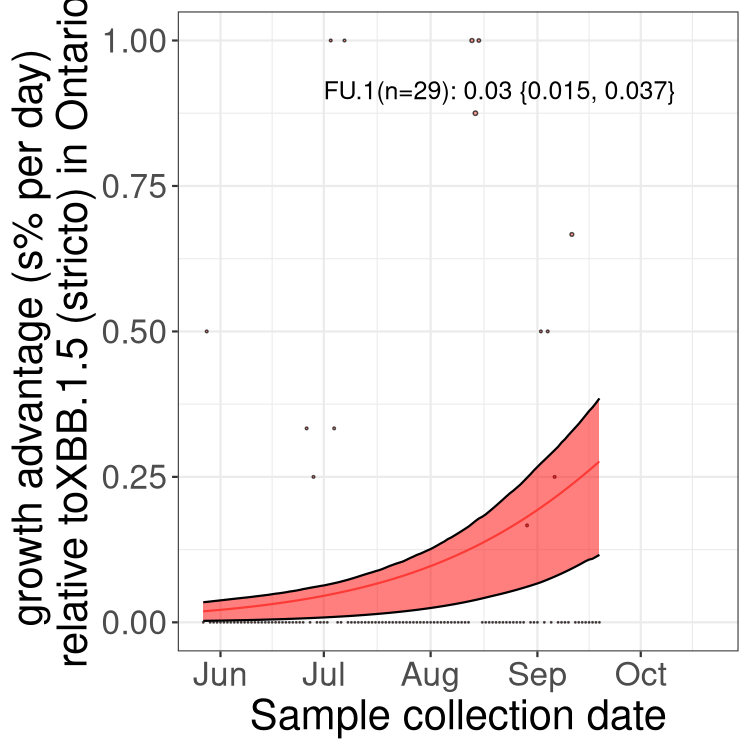 growth advantage (s% per day)
relative toXBB.1.5 (stricto) in Ontario
1.00
0.75
0.50
0.25
0.00
FU.1(n=29): 0.03 {0.015, 0.037}
Jun
Jul
Aug
Sep
Oct
Sample collection date